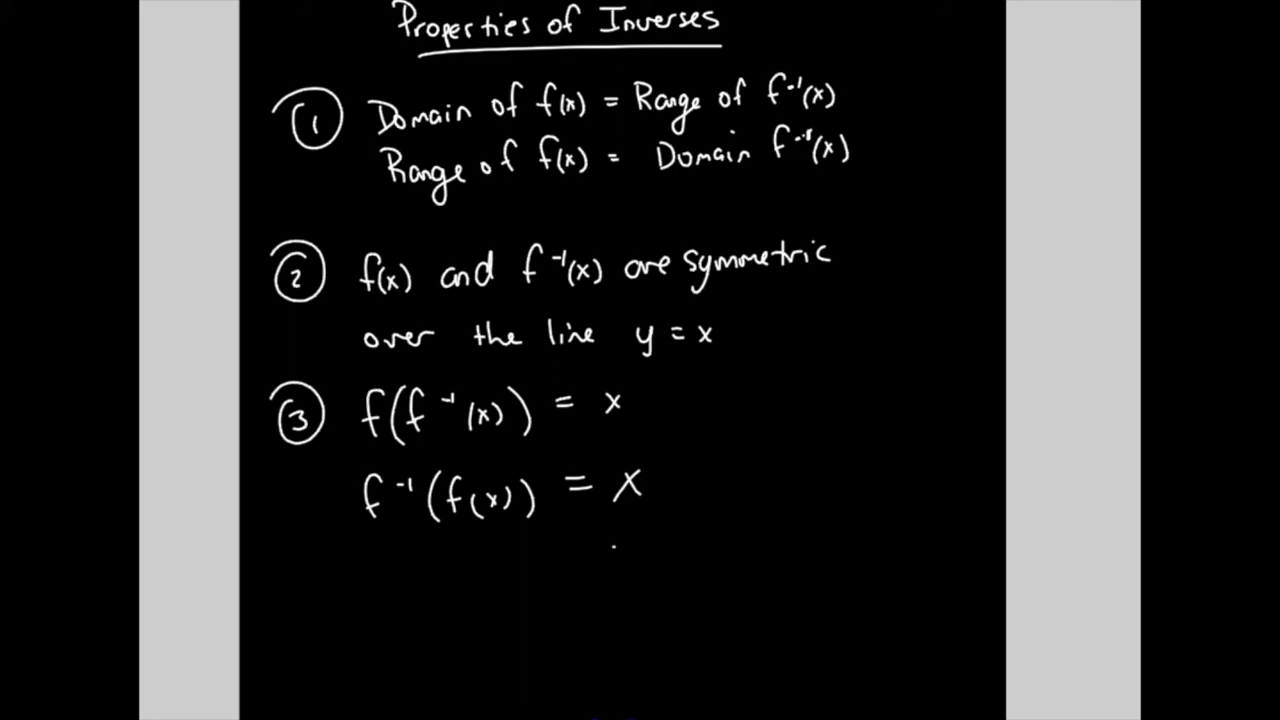 Properties of Inverses
① Domain of f(x) = Range of f⁻¹(x)
Range of f(x) = Domain f⁻¹(x)
② f(x) and f⁻¹(x) are symmetric
over the line y = x
③ f(f⁻¹(x)) = x
f⁻¹(f(x)) = x